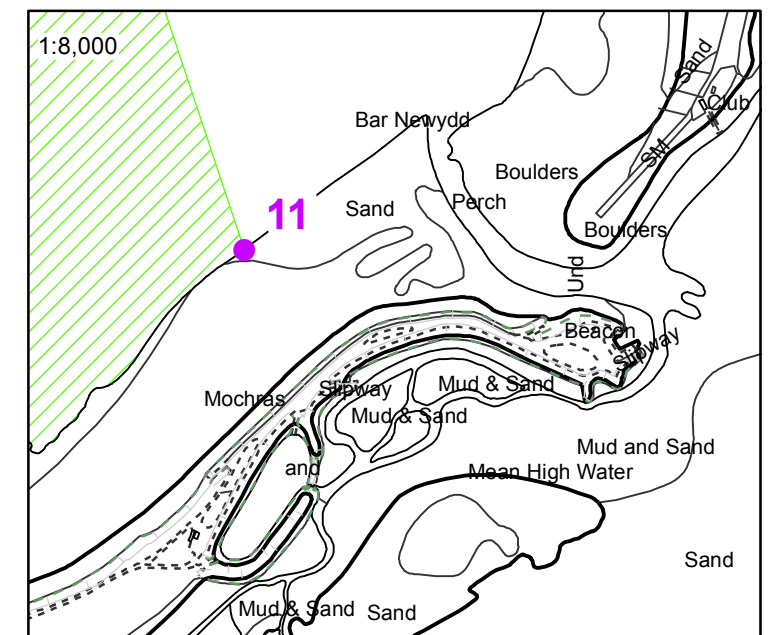 1:8,000
Sand
Club
Bar Newydd
SM
Boulders
Perch
11
Sand
Boulders
Und
Beacon
Slipway
Mochras
Slipway
Mud & Sand
Mud & Sand
Mud and Sand
and
Mean High Water
TP
Sand
Mud & Sand
Sand